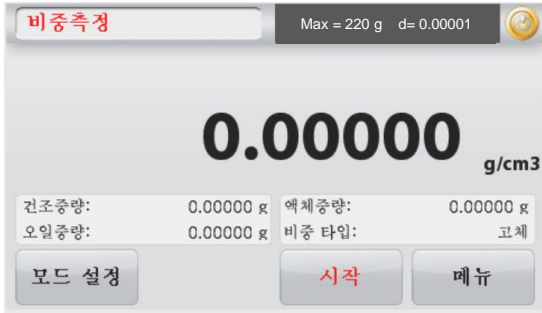 비중측정
Max = 220 g d= 0.00001
0.00000
g/cm3
건조중량: 0.00000 g 액체중량: 0.00000 g
오일중량: 0.00000 g 비중 타입: 고체
모드 설정 시작 메뉴